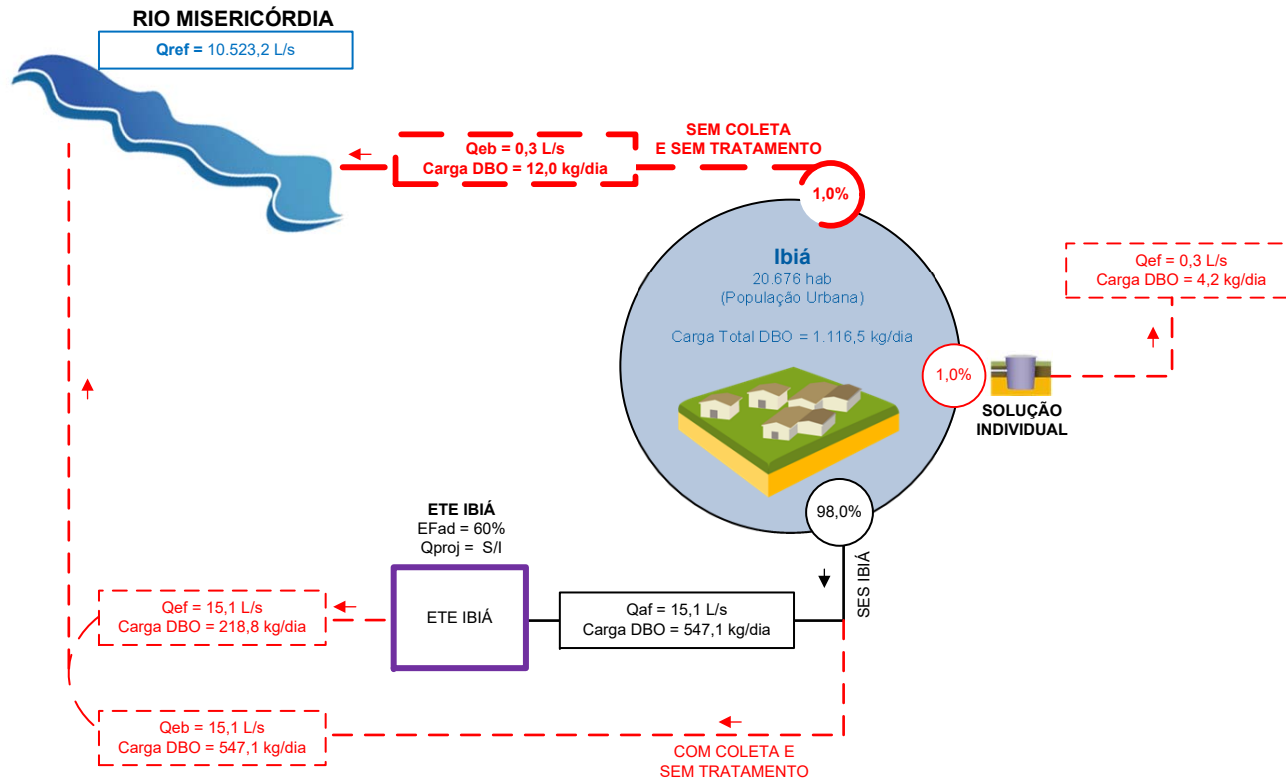 RIO MISERICÓRDIA
Qref = 10.523,2 L/s
SEM COLETA
E SEM TRATAMENTO
Qeb = 0,3 L/s
Carga DBO = 12,0 kg/dia
1,0%
Ibiá
20.676 hab
(População Urbana)
Carga Total DBO = 1.116,5 kg/dia
Qef = 0,3 L/s
Carga DBO = 4,2 kg/dia
1,0%
SOLUÇÃO
INDIVIDUAL
98,0%
SES IBIÁ
ETE IBIÁ
EFad = 60%
Qproj = S/I
ETE IBIÁ
Qaf = 15,1 L/s
Carga DBO = 547,1 kg/dia
Qef = 15,1 L/s
Carga DBO = 218,8 kg/dia
Qeb = 15,1 L/s
Carga DBO = 547,1 kg/dia
COM COLETA E
SEM TRATAMENTO